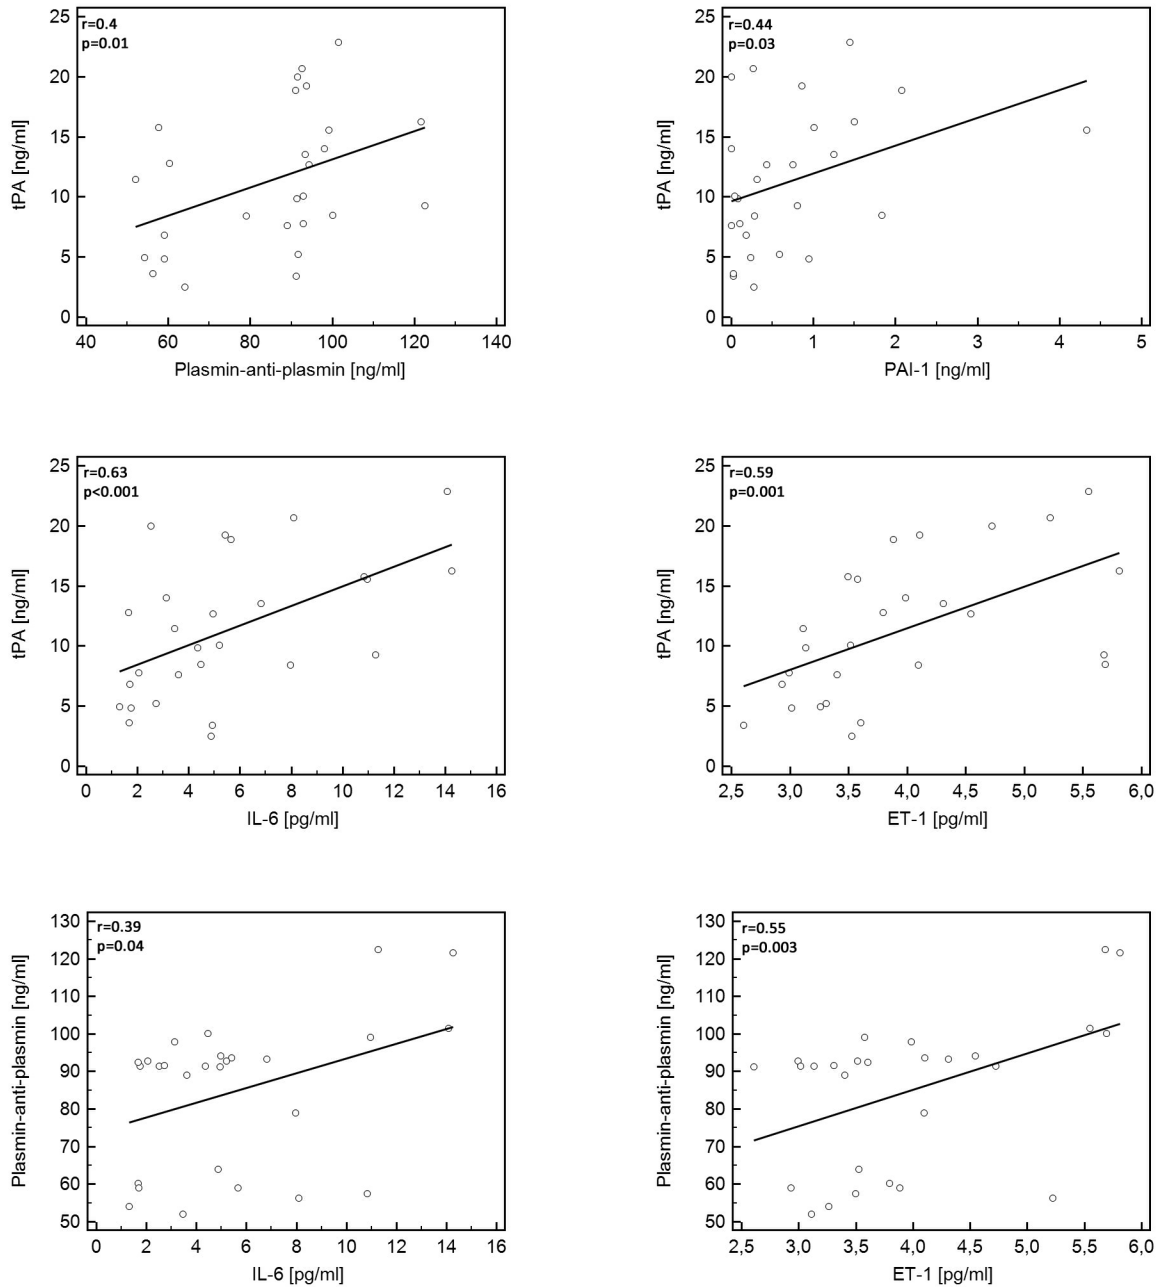 r=0.4
p=0.01
25
20
15
10
5
0
tPA [ng/ml]
40 60 80 100 120 140
Plasmin-anti-plasmin [ng/ml]
r=0.44
p=0.03
25
20
15
10
5
0
tPA [ng/ml]
0 1 2 3 4 5
PAI-1 [ng/ml]
r=0.63
p<0.001
25
20
15
10
5
0
tPA [ng/ml]
0 2 4 6 8 10 12 14 16
IL-6 [pg/ml]
r=0.59
p=0.001
25
20
15
10
5
0
tPA [ng/ml]
2,5 3,0 3,5 4,0 4,5 5,0 5,5 6,0
ET-1 [pg/ml]
r=0.39
p=0.04
130
120
110
100
90
80
70
60
50
Plasmin-anti-plasmin [ng/ml]
0 2 4 6 8 10 12 14 16
IL-6 [pg/ml]
r=0.55
p=0.003
130
120
110
100
90
80
70
60
50
Plasmin-anti-plasmin [ng/ml]
2,5 3,0 3,5 4,0 4,5 5,0 5,5 6,0
ET-1 [pg/ml]